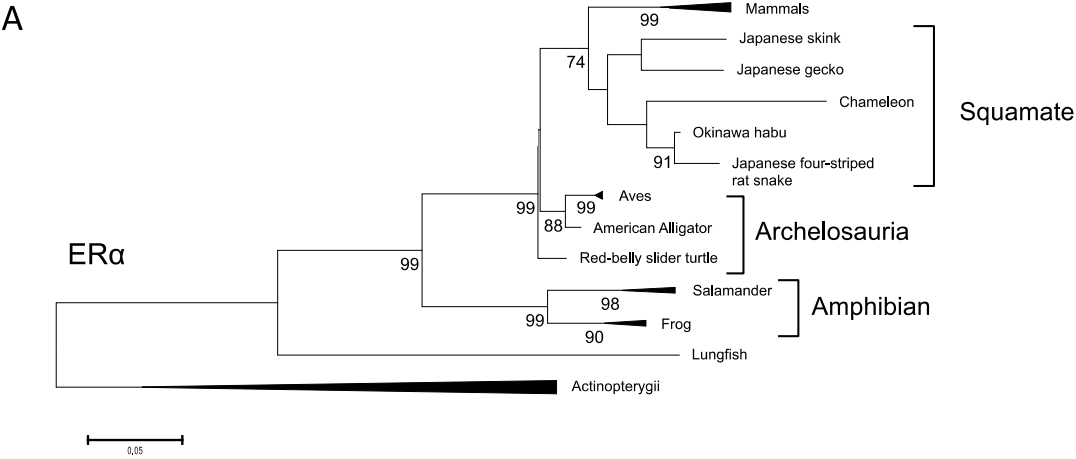 A
Mammals
99
Japanese skink
74
Japanese gecko
Chameleon
Squamate
Okinawa habu
91
Japanese four-striped
rat snake
Aves
99
99
88
American Alligator
Archelosauria
Red-belly slider turtle
ERα
99
Salamander
98
Amphibian
99
Frog
90
Lungfish
Actinopterygii
0.05